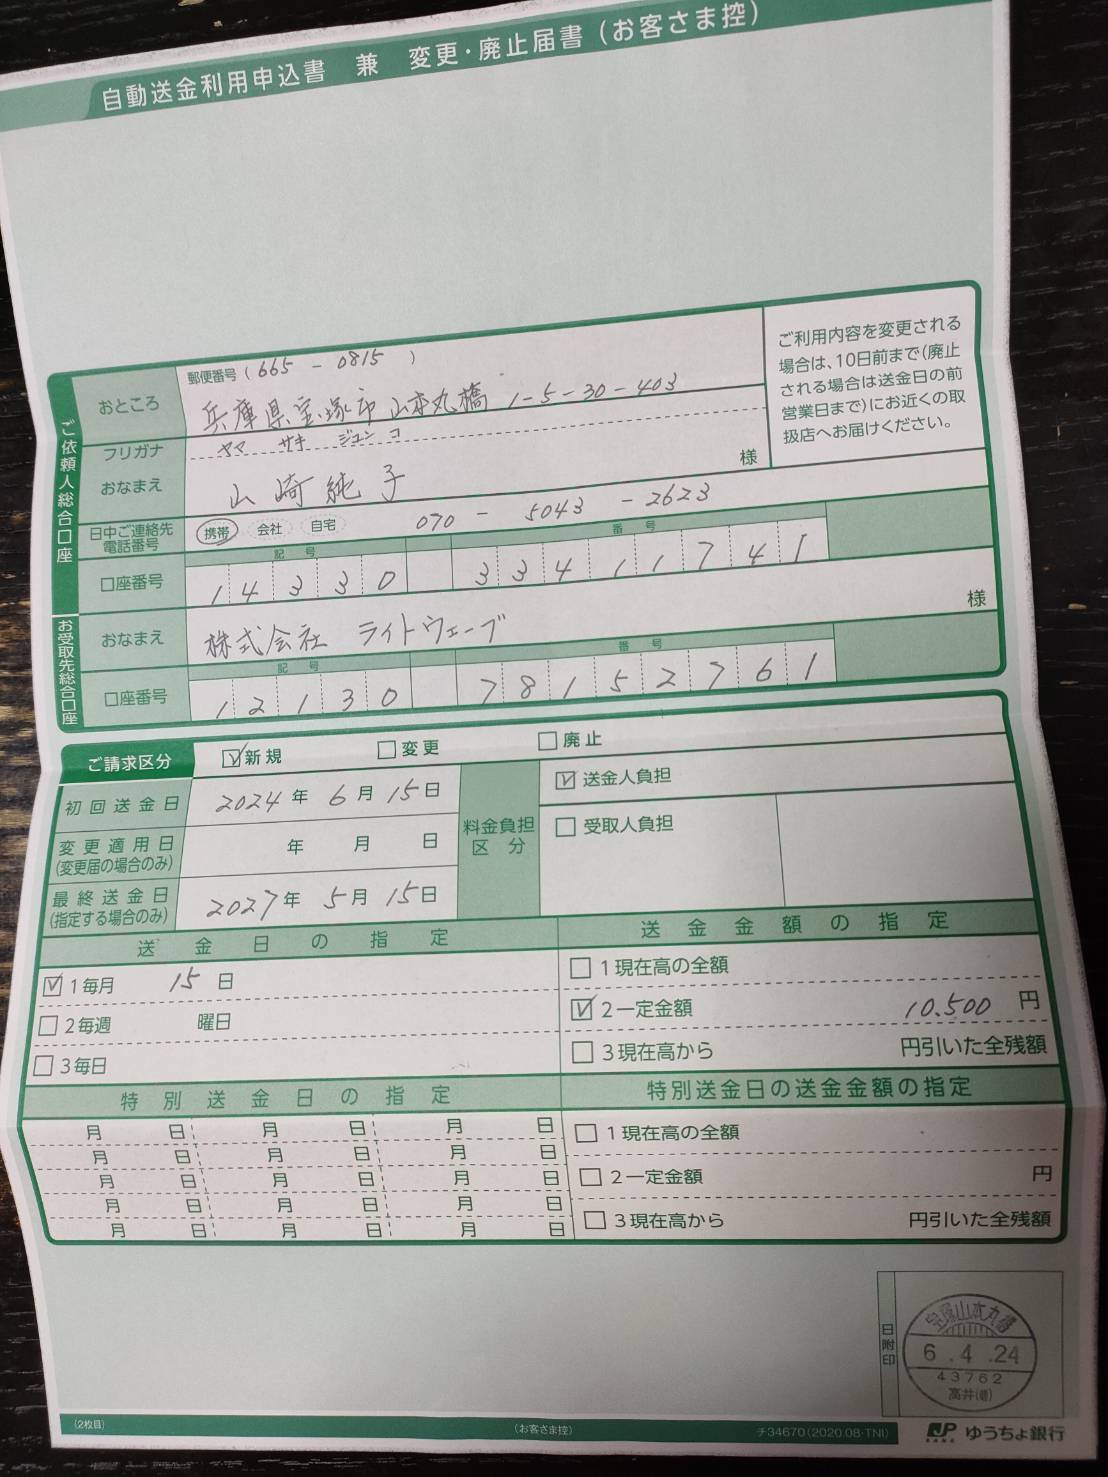 自動送金利用申込書 兼 変更・廃止届書(お客さま控)
ご依頼人総合口座
おところ
郵便番号(665-0815)
兵庫県宝塚市山本丸橋 1-5-30-403
フリガナ
ヤマ サキ ジュン コ
おなまえ
山崎純子
様
ご利用内容を変更される
場合は、10日前まで(廃止
される場合は送金日の前
営業日まで)にお近くの取
扱店へお届けください。
日中ご連絡先
電話番号
携帯 会社 自宅 070-5043-2623
口座番号
記号 番号
14330 33411741
お受取先総合口座
おなまえ
株式会社 ライトウェーブ
様
口座番号
記号 番号
12130 78152761
ご請求区分
新規 変更 廃止
初回送金日 2024年6月15日
変更適用日 年 月 日
(変更届の場合のみ)
最終送金日 2027年5月15日
(指定する場合のみ)
料金負担
区分
送金人負担
受取人負担
送金日の指定
1毎月 15日
2毎週 曜日
3毎日
送金金額の指定
1現在高の全額
2一定金額 10.500 円
3現在高から 円引いた全残額
特別送金日の指定
月 日 月 日 月 日
月 日 月 日 月 日
月 日 月 日 月 日
月 日 月 日 月 日
月 日 月 日 月 日
特別送金日の送金金額の指定
1現在高の全額
2一定金額 円
3現在高から 円引いた全残額
日附印
宝塚山本丸橋
6.4.24
43762
高井
(2枚目)
(お客さま控)
チ34670(2020.08・TNI)
JP BANK ゆうちょ銀行